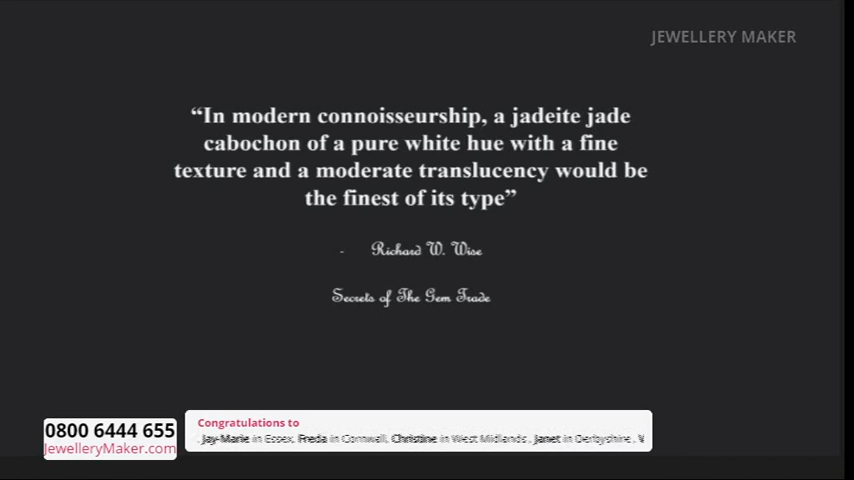 JEWELLERY MAKER
“In modern connoisseurship, a jadeite jade
cabochon of a pure white hue with a fine
texture and a moderate translucency would be
the finest of its type”
- Richard W. Wise
Secrets of The Gem Trade
0800 6444 655
JewelleryMaker.com
Congratulations to
. Jay-Marie in Essex, Freda in Cornwall, Christine in West Midlands , Janet in Derbyshire ,